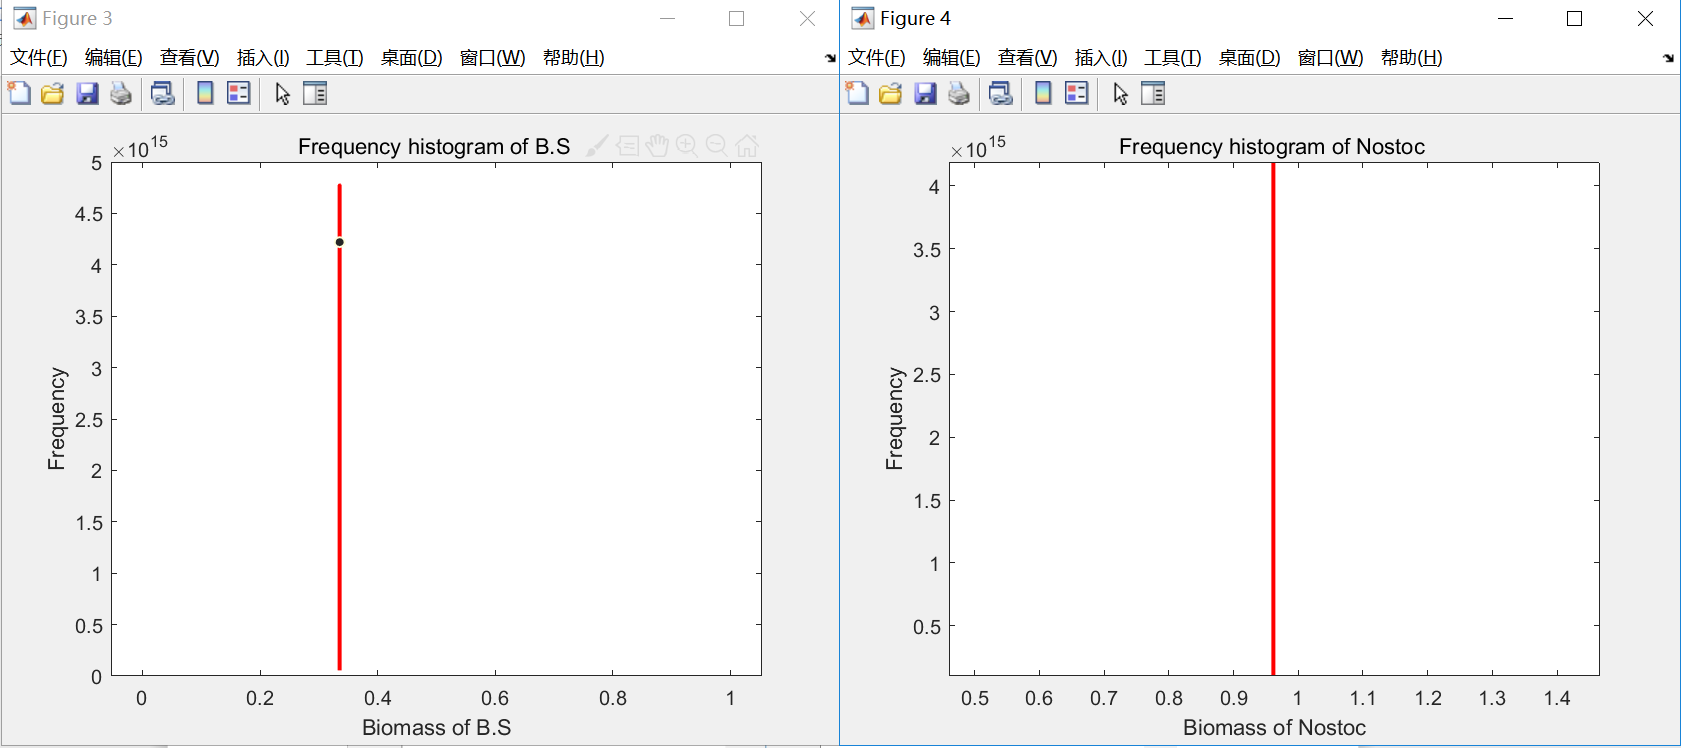 Figure 3
文件(F) 编辑(E) 查看(V) 插入(I) 工具(T) 桌面(D) 窗口(W) 帮助(H)
×10^15
Frequency histogram of B.S
5
4.5
4
3.5
3
2.5
2
1.5
1
0.5
0
Frequency
0 0.2 0.4 0.6 0.8 1
Biomass of B.S
Figure 4
文件(F) 编辑(E) 查看(V) 插入(I) 工具(T) 桌面(D) 窗口(W) 帮助(H)
×10^15
Frequency histogram of Nostoc
4
3.5
3
2.5
2
1.5
1
0.5
Frequency
0.5 0.6 0.7 0.8 0.9 1 1.1 1.2 1.3 1.4
Biomass of Nostoc